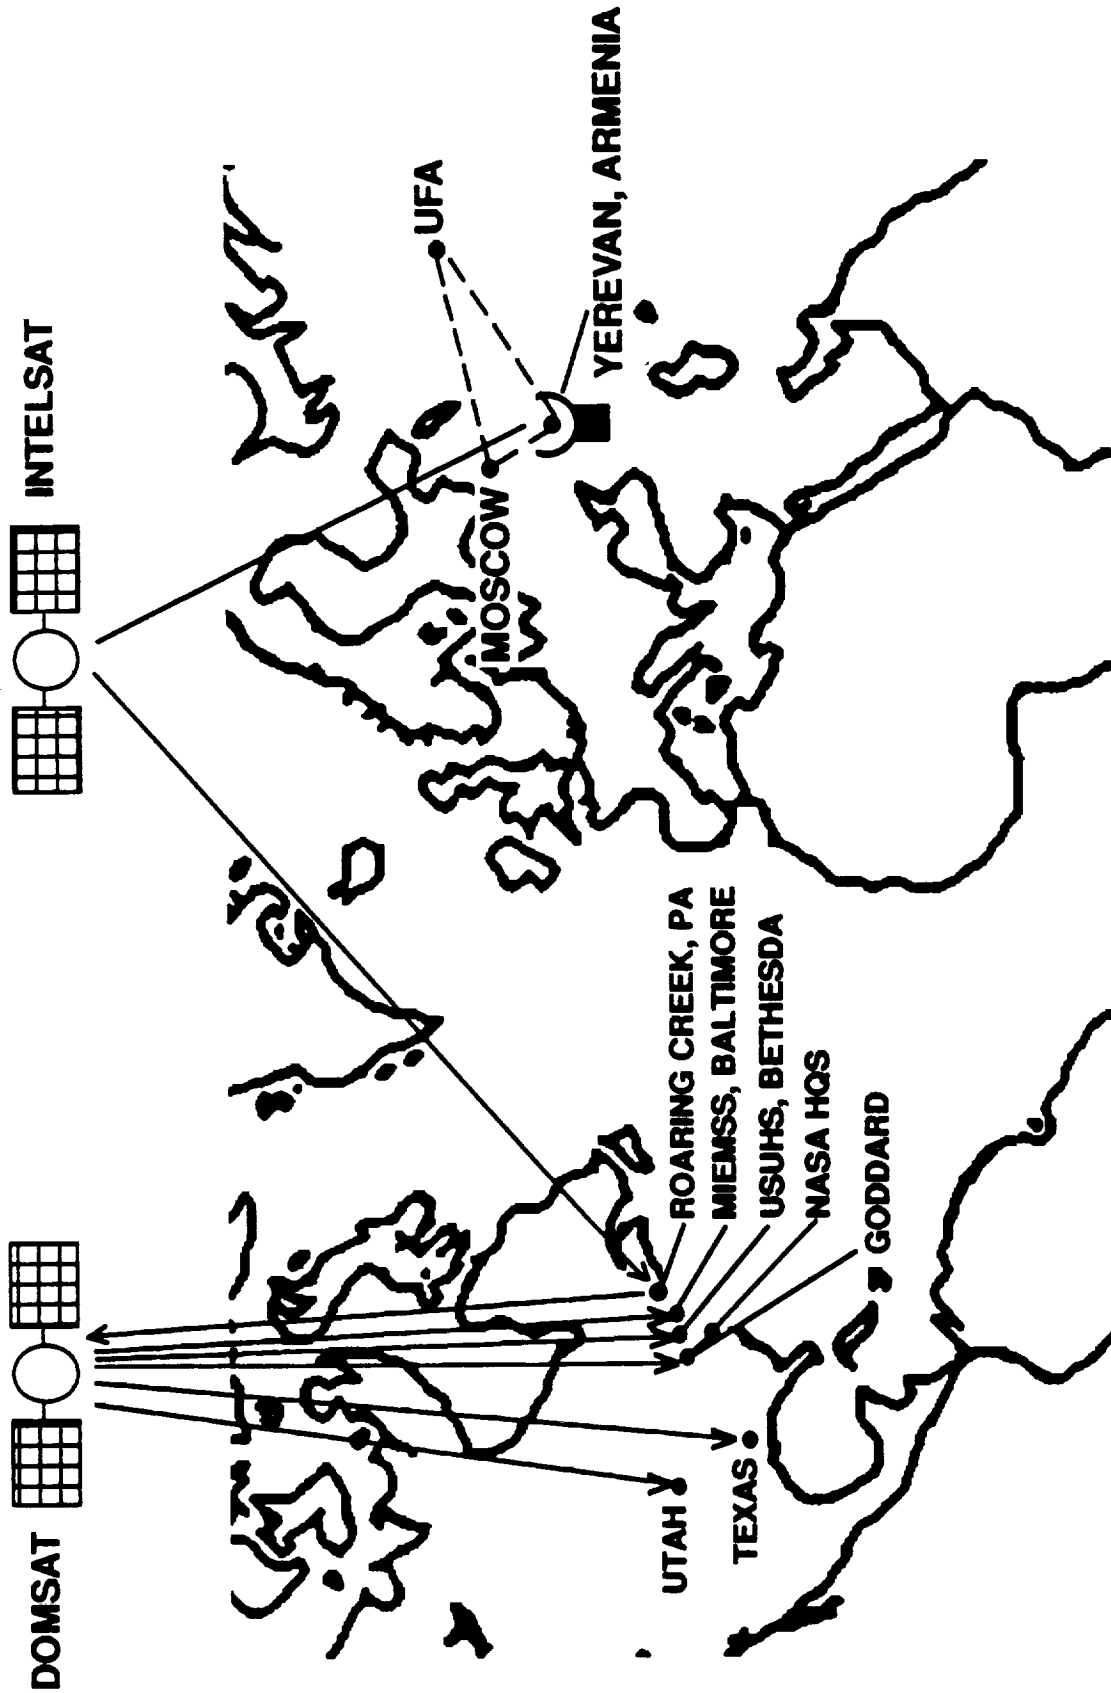 DOMSAT
INTELSAT
UFA
MOSCOW
YEREVAN, ARMENIA
UTAH
TEXAS
ROARING CREEK, PA
MIEMSS, BALTIMORE
USUHS, BETHESDA
NASA HQS
GODDARD